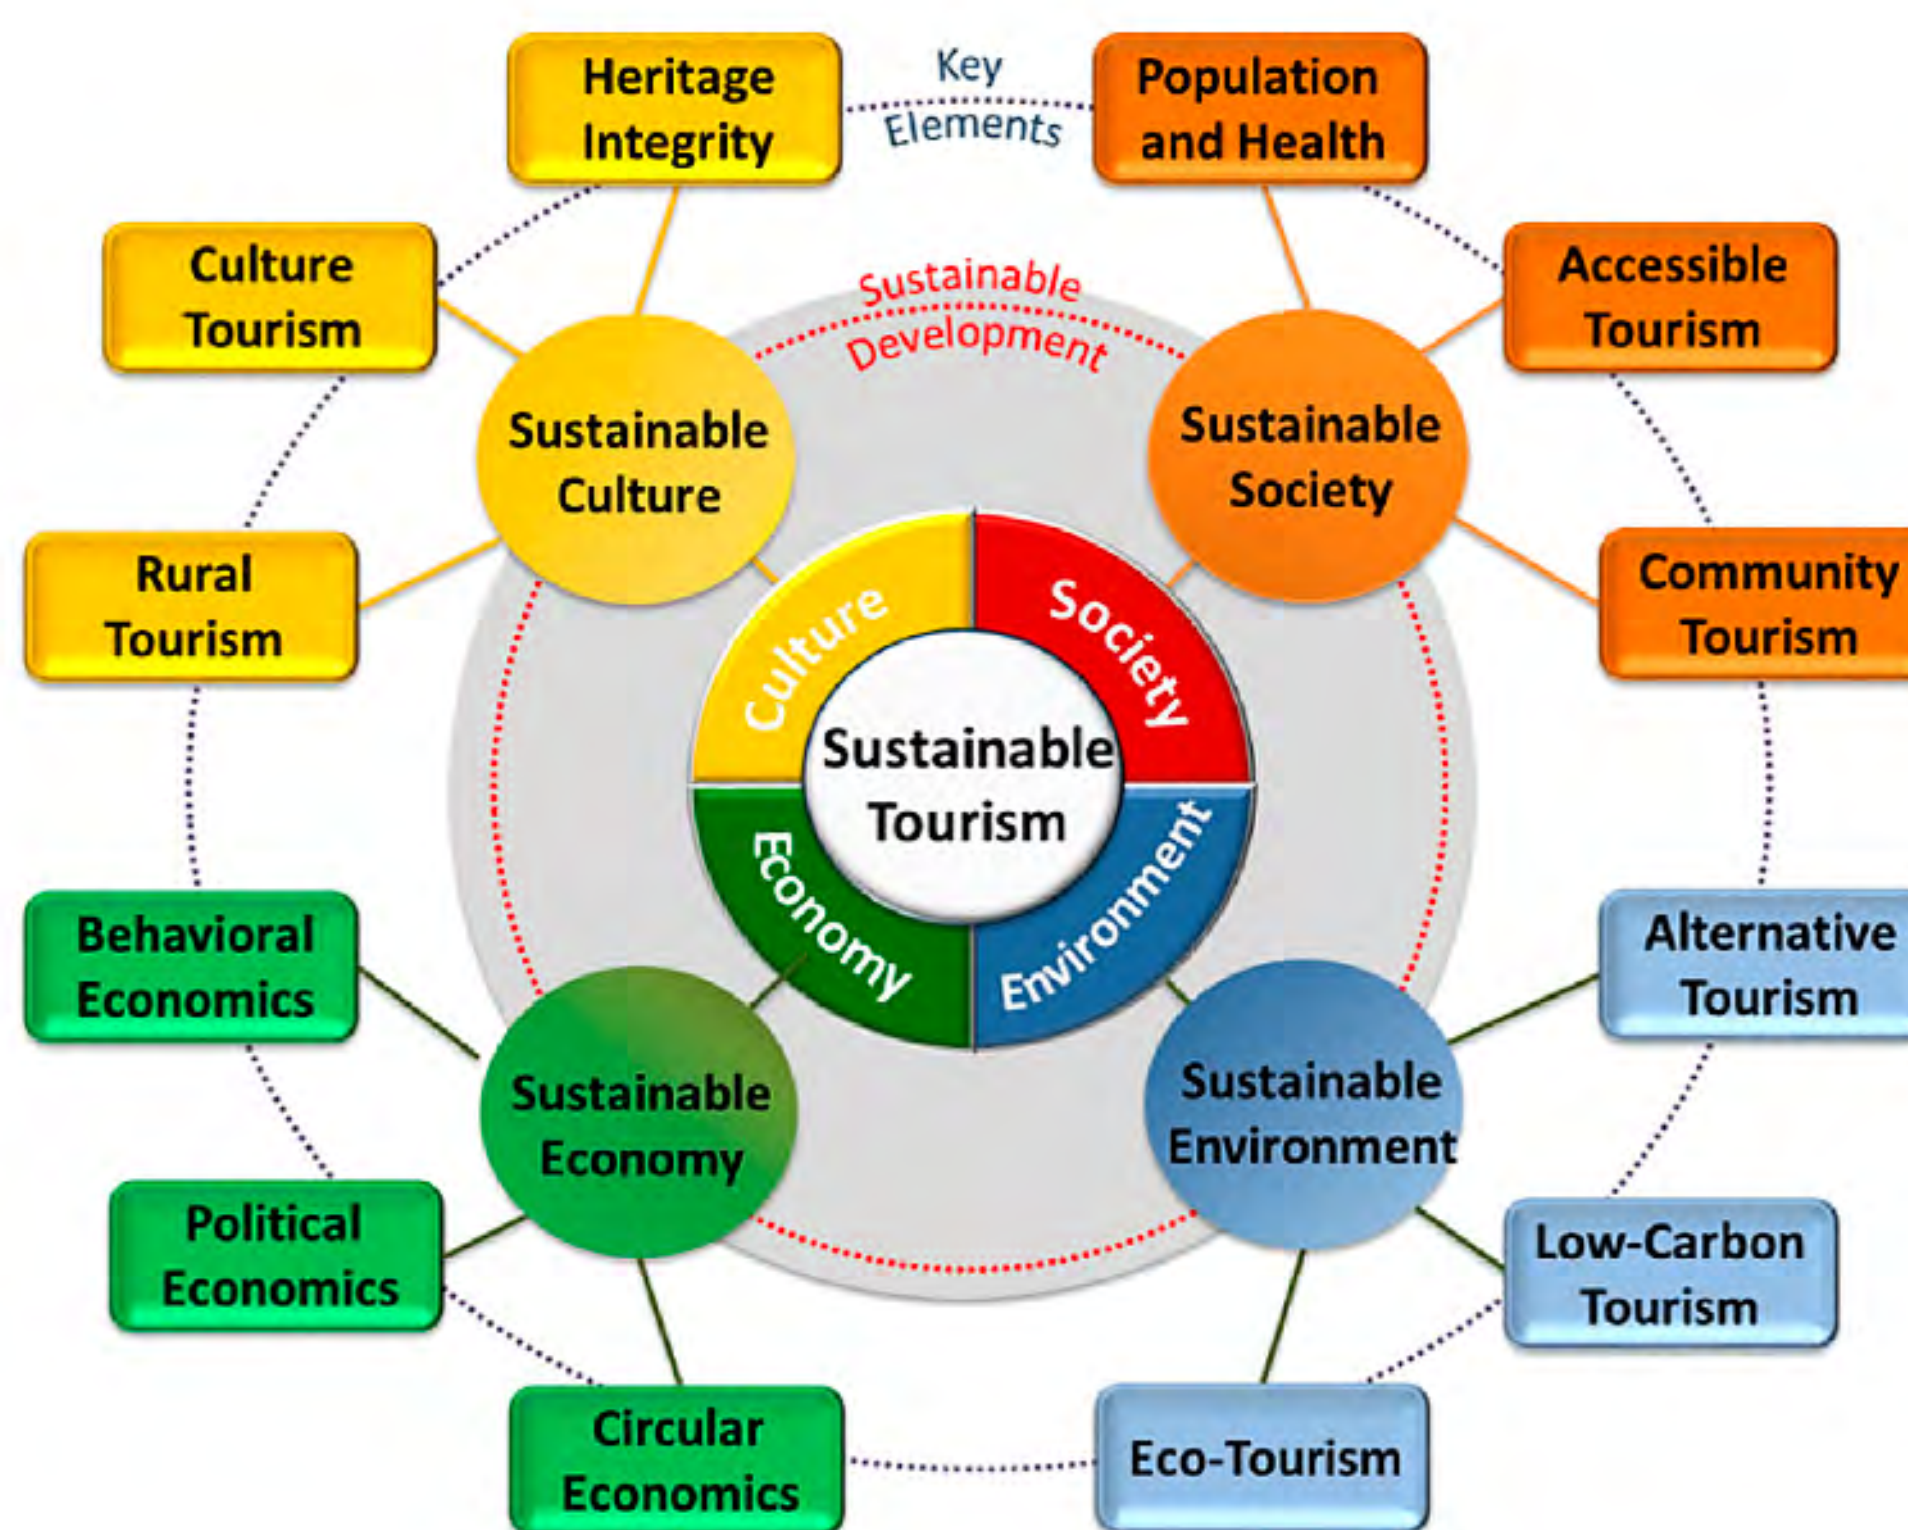 Heritage
Integrity
Key
Elements
Population
and Health
Culture
Tourism
Accessible
Tourism
Sustainable
Development
Sustainable
Culture
Sustainable
Society
Rural
Tourism
Community
Tourism
Culture
Society
Sustainable
Tourism
Economy
Environment
Behavioral
Economics
Alternative
Tourism
Sustainable
Economy
Sustainable
Environment
Political
Economics
Low-Carbon
Tourism
Circular
Economics
Eco-Tourism